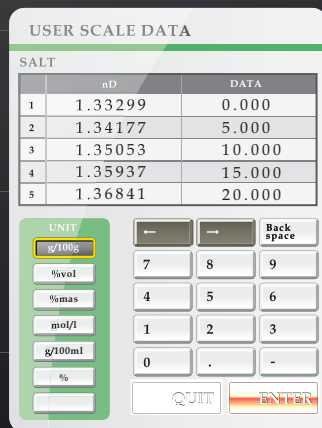 USER SCALE DATA
SALT
nD DATA
1 1.33299 0.000
2 1.34177 5.000
3 1.35053 10.000
4 1.35937 15.000
5 1.36841 20.000
UNIT
g/100g
%vol
%mas
mol/l
g/100ml
%
← → Back space
7 8 9
4 5 6
1 2 3
0 . -
QUIT ENTER